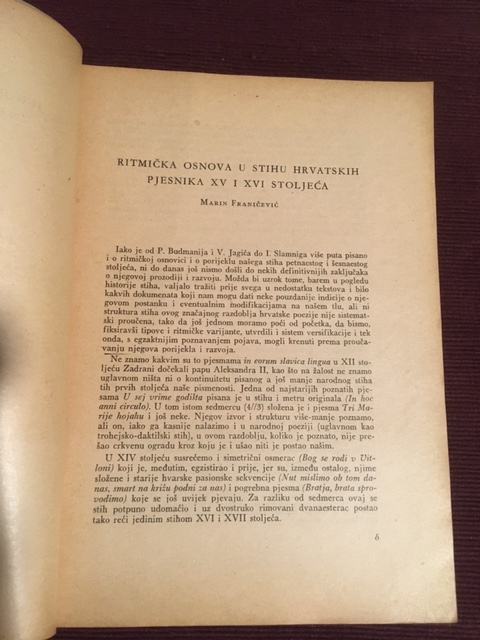 RITMIČKA OSNOVA U STIHU HRVATSKIH
PJESNIKA XV I XVI STOLJEĆA
MARIN FRANIČEVIĆ
Iako je od P. Budmanija i V. Jagića do I. Slamniga više puta pisano
i o ritmičkoj osnovici i o porijeklu našega stiha petnaestog i šesnaestog
stoljeća, ni do danas još nismo došli do nekih definitivnijih zaključaka
o njegovoj prozodiji i razvoju. Možda bi uzrok tome, barem u pogledu
historije stiha, valjalo tražiti prije svega u nedostatku tekstova i bilo
kakvih dokumenata koji nam mogu dati neke pouzdanije indicije o nje-
govom postanku i eventualnim modifikacijama na našem tlu, ali ni
struktura stiha ovog značajnog razdoblja hrvatske poezije nije sistemat-
ski proučena, tako da još jednom moramo poći od početka, da bismo,
fiksiravši tipove i ritmičke varijante, utvrdili i osnovu versifikacije i tek
onda, s egzaktnijim poznavanjem pojava, mogli krenuti prema prou-
čavanju njegova porijekla i razvoja.
Ne znamo kakvim su to pjesmama in eorum slavica lingua u XII sto-
ljeću Zadrani dočekali papu Aleksandra II, kao što na žalost ne znamo
uglavnom ništa ni o kontinuitetu pisanog a još manje narodnog stiha
tih prvih stoljeća naše pismenosti. Jedna od najstarijih poznatih pje-
sama U sej vrime godišta pisana je u stihu i metru originala (In hoc
anni circulo). U tom istom sedmercu (4//3) složena je i pjesma Tri Ma-
rije hojahu i još neke. Njegov izvor i strukturu više-manje poznamo,
ali on, iako ga kasnije nalazimo i u narodnoj poeziji (uglavnom kao
trohejsko-daktilski stih), u ovom razdoblju, koliko je poznato, nije pre-
šao crkvenu ogradu kroz koju je i ušao niti je postao pjesnički stih.
U XIV stoljeću susrećemo i simetrični osmerac (Bog se rodi v Vit-
lioni) koji je, međutim, egzistirao i prije, jer su, između ostalog, njime
složene i starije hrvatske pasionske sekvencije (Nut mislimo ob tom da-
nas, smart na križu podni za nas) i pogrebna pjesma (Bratja, brata spro-
vodimo) koje se još uvijek pjevaju. Za razliku od sedmerca ovaj se
stih potpuno udomaćio i uz dvostruko rimovani dvanaesterac postao
tako reći jedinim stihom XVI i XVII stoljeća.